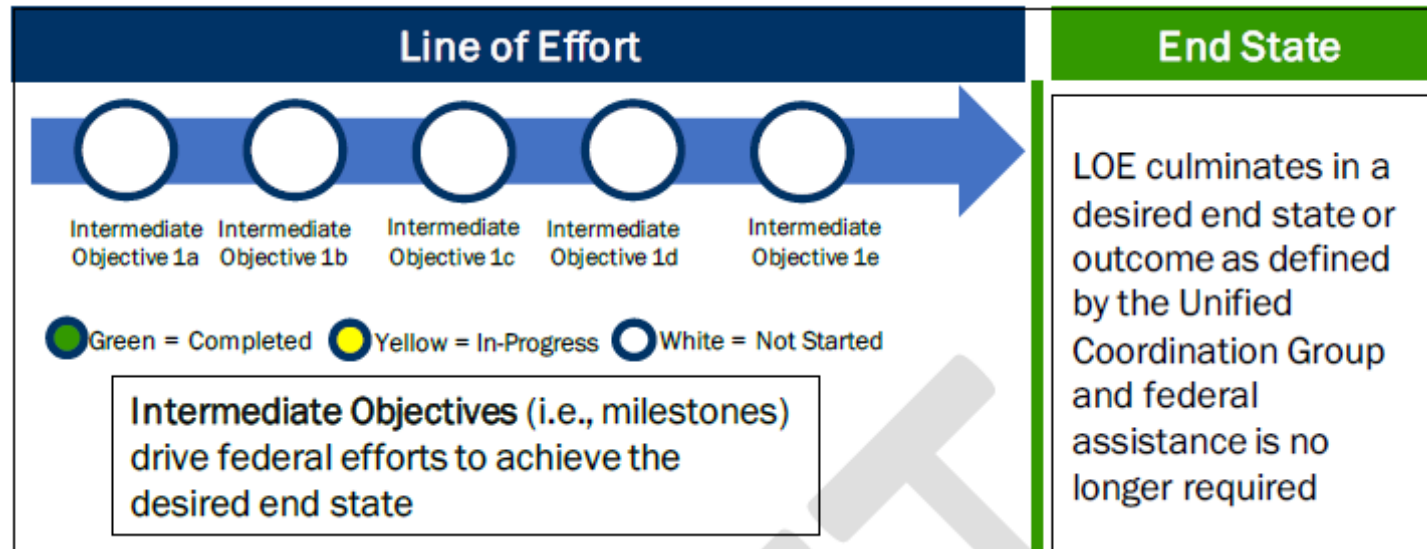 Line of Effort
End State
Intermediate
Objective 1a
Intermediate
Objective 1b
Intermediate
Objective 1c
Intermediate
Objective 1d
Intermediate
Objective 1e
Green = Completed
Yellow = In-Progress
White = Not Started
Intermediate Objectives (i.e., milestones)
drive federal efforts to achieve the
desired end state
LOE culminates in a
desired end state or
outcome as defined
by the Unified
Coordination Group
and federal
assistance is no
longer required